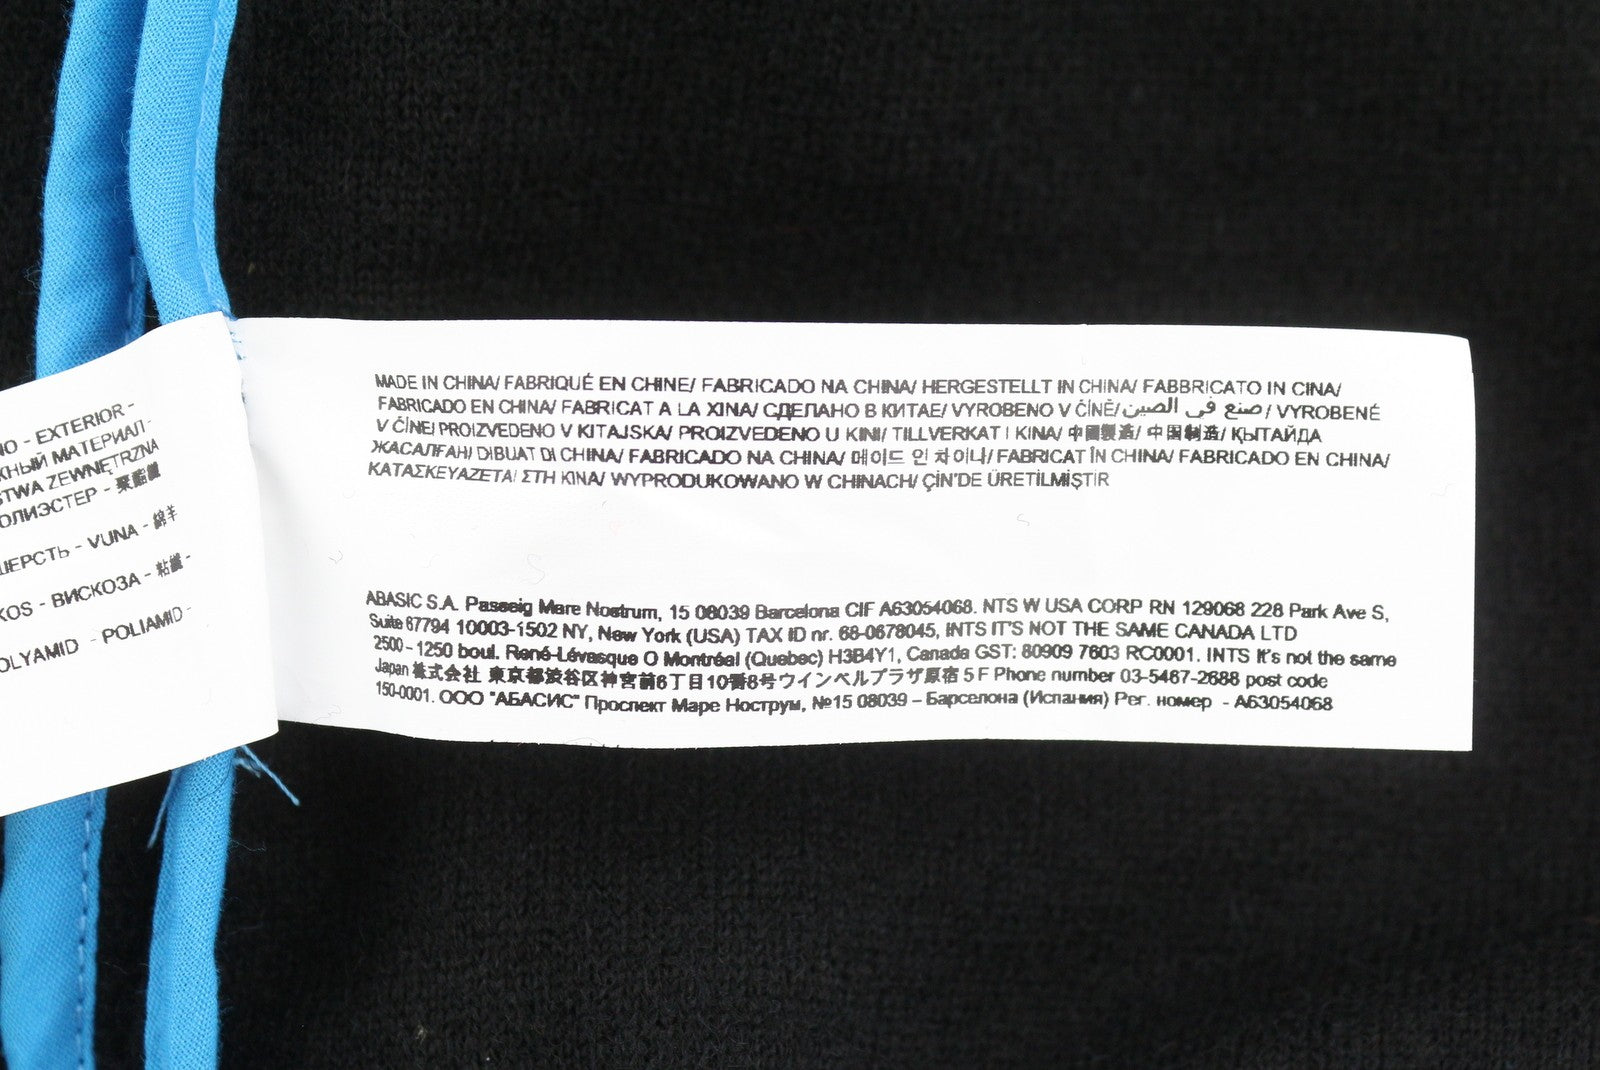 NO - EXTERIOR -
ЖНЫЙ МАТЕРИАЛ-
STWA ZEWNĘTRZNA
ОЛИЭСТЕР - 聚酯纖
ШЕРСТЬ - VUNA - 綿羊
KOS - ВИСКОЗА - 粘纖-
OLYAMID - POLIAMID -
MADE IN CHINA/ FABRIQUÉ EN CHINE/ FABRICADO NA CHINA/ HERGESTELLT IN CHINA/ FABBRICATO IN CINA/
FABRICADO EN CHINA/ FABRICAT A LA XINA/ СДЕЛАНО В КИТАЕ/ VYROBENO V ČÍNĚ/ صنع في الصين/ VYROBENÉ
V ČÍNE/ PROIZVEDENO V KITAJSKA/ PROIZVEDENO U KINI/ TILLVERKAT I KINA/ 中國製造/ 中国制造/ ҚЫТАЙДА
ЖАСАЛҒАН/ DIBUAT DI CHINA/ FABRICADO NA CHINA/ 메이드 인 차이나/ FABRICAT ÎN CHINA/ FABRICADO EN CHINA/
ΚΑΤΑΣΚΕΥΑΖΕΤΑΙ ΣΤΗ ΚΙΝΑ/ WYPRODUKOWANO W CHINACH/ ÇİN'DE ÜRETİLMİŞTİR
ABASIC S.A. Passeig Mare Nostrum, 15 08039 Barcelona CIF A63054068. NTS W USA CORP RN 129068 228 Park Ave S,
Suite 67794 10003-1502 NY, New York (USA) TAX ID nr. 68-0678045, INTS IT'S NOT THE SAME CANADA LTD
2500 - 1250 boul. René-Lévesque O Montréal (Quebec) H3B4Y1, Canada GST: 80909 7603 RC0001. INTS It's not the same
Japan 株式会社 東京都渋谷区神宮前6丁目10番8号ウインベルプラザ原宿 5 F Phone number 03-5467-2688 post code
150-0001. ООО "АБАСИС" Проспект Маре Нострум, №15 08039 – Барселона (Испания) Рег. номер - A63054068